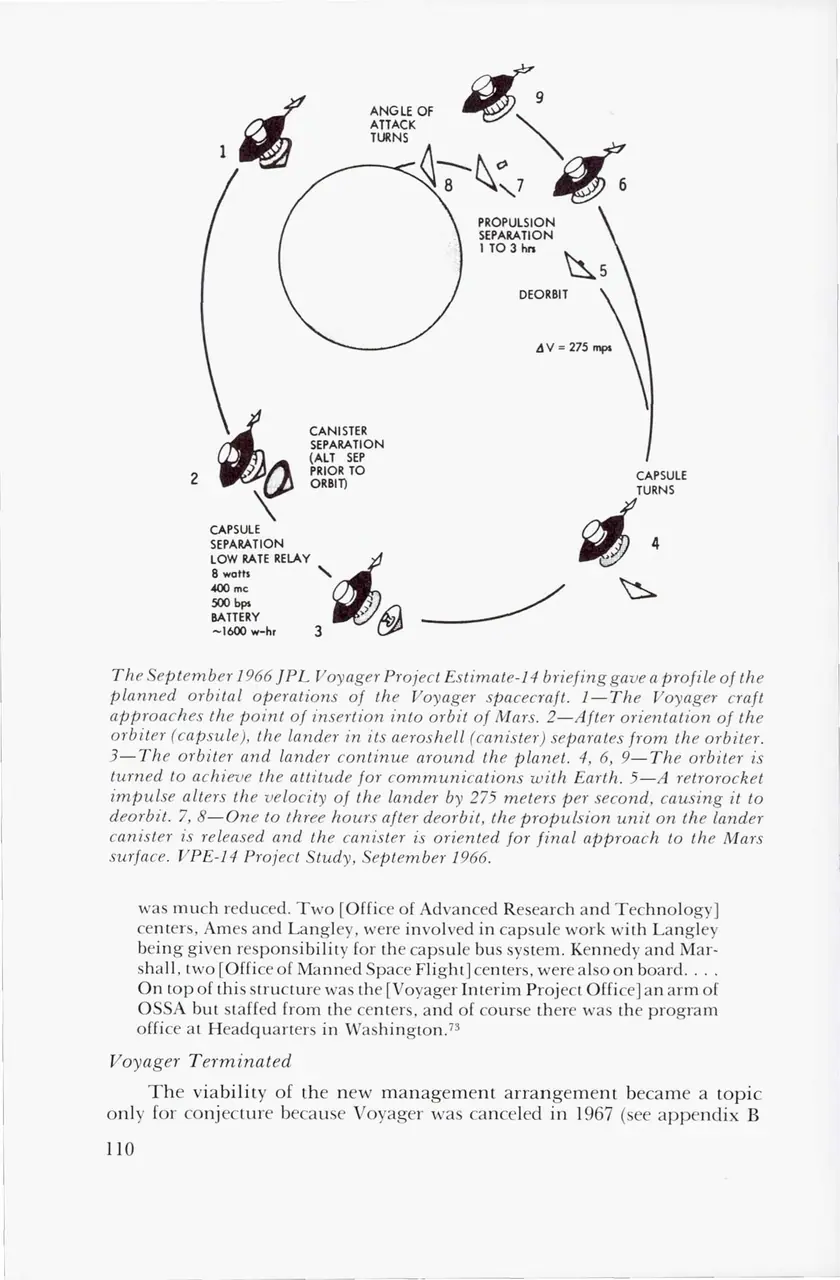 ANGLE OF
ATTACK
TURNS
9
1
8
7
6
PROPULSION
SEPARATION
1 TO 3 hrs
5
DEORBIT
ΔV = 275 mps
CANISTER
SEPARATION
(ALT SEP
PRIOR TO
ORBIT)
2
CAPSULE
TURNS
4
CAPSULE
SEPARATION
LOW RATE RELAY
8 watts
400 mc
500 bps
BATTERY
~1600 w-hr
3
The September 1966 JPL Voyager Project Estimate-14 briefing gave a profile of the
planned orbital operations of the Voyager spacecraft. 1—The Voyager craft
approaches the point of insertion into orbit of Mars. 2—After orientation of the
orbiter (capsule), the lander in its aeroshell (canister) separates from the orbiter.
3—The orbiter and lander continue around the planet. 4, 6, 9—The orbiter is
turned to achieve the attitude for communications with Earth. 5—A retrorocket
impulse alters the velocity of the lander by 275 meters per second, causing it to
deorbit. 7, 8—One to three hours after deorbit, the propulsion unit on the lander
canister is released and the canister is oriented for final approach to the Mars
surface. VPE-14 Project Study, September 1966.
was much reduced. Two [Office of Advanced Research and Technology]
centers, Ames and Langley, were involved in capsule work with Langley
being given responsibility for the capsule bus system. Kennedy and Mar-
shall, two [Office of Manned Space Flight] centers, were also on board. . . .
On top of this structure was the [Voyager Interim Project Office] an arm of
OSSA but staffed from the centers, and of course there was the program
office at Headquarters in Washington.⁷³
Voyager Terminated
The viability of the new management arrangement became a topic
only for conjecture because Voyager was canceled in 1967 (see appendix B
110